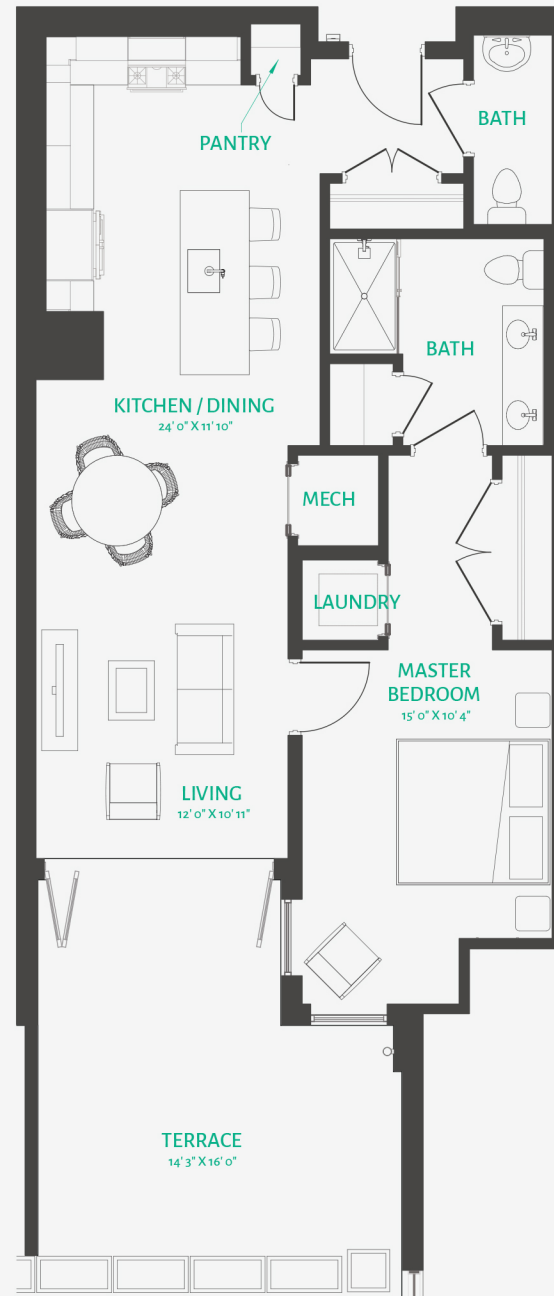 BATH
PANTRY
BATH
KITCHEN / DINING
24' 0" X 11' 10"
MECH
LAUNDRY
MASTER
BEDROOM
15' 0" X 10' 4"
LIVING
12' 0" X 10' 11"
TERRACE
14' 3" X 16' 0"